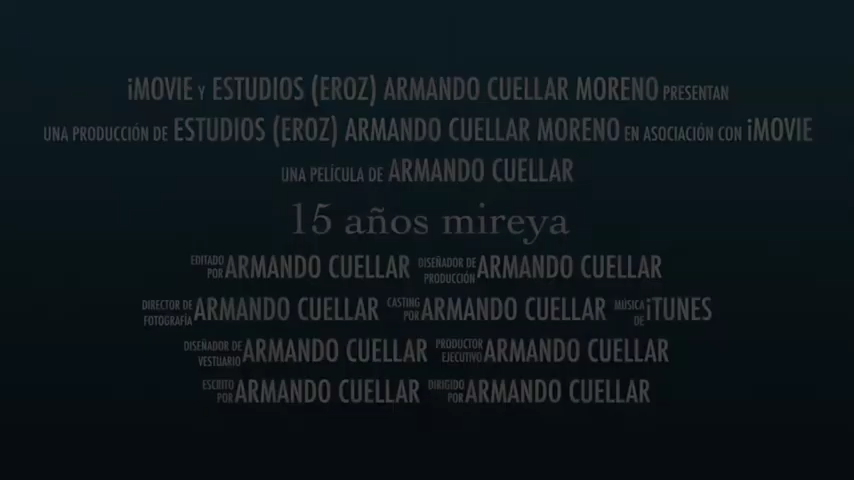 iMOVIE Y ESTUDIOS (EROZ) ARMANDO CUELLAR MORENO PRESENTAN
UNA PRODUCCIÓN DE ESTUDIOS (EROZ) ARMANDO CUELLAR MORENO EN ASOCIACIÓN CON iMOVIE
UNA PELÍCULA DE ARMANDO CUELLAR
15 años mireya
EDITADO POR ARMANDO CUELLAR DISEÑADOR DE PRODUCCIÓN ARMANDO CUELLAR
DIRECTOR DE FOTOGRAFÍA ARMANDO CUELLAR CASTING POR ARMANDO CUELLAR MÚSICA DE iTUNES
DISEÑADOR DE VESTUARIO ARMANDO CUELLAR PRODUCTOR EJECUTIVO ARMANDO CUELLAR
ESCRITO POR ARMANDO CUELLAR DIRIGIDO POR ARMANDO CUELLAR